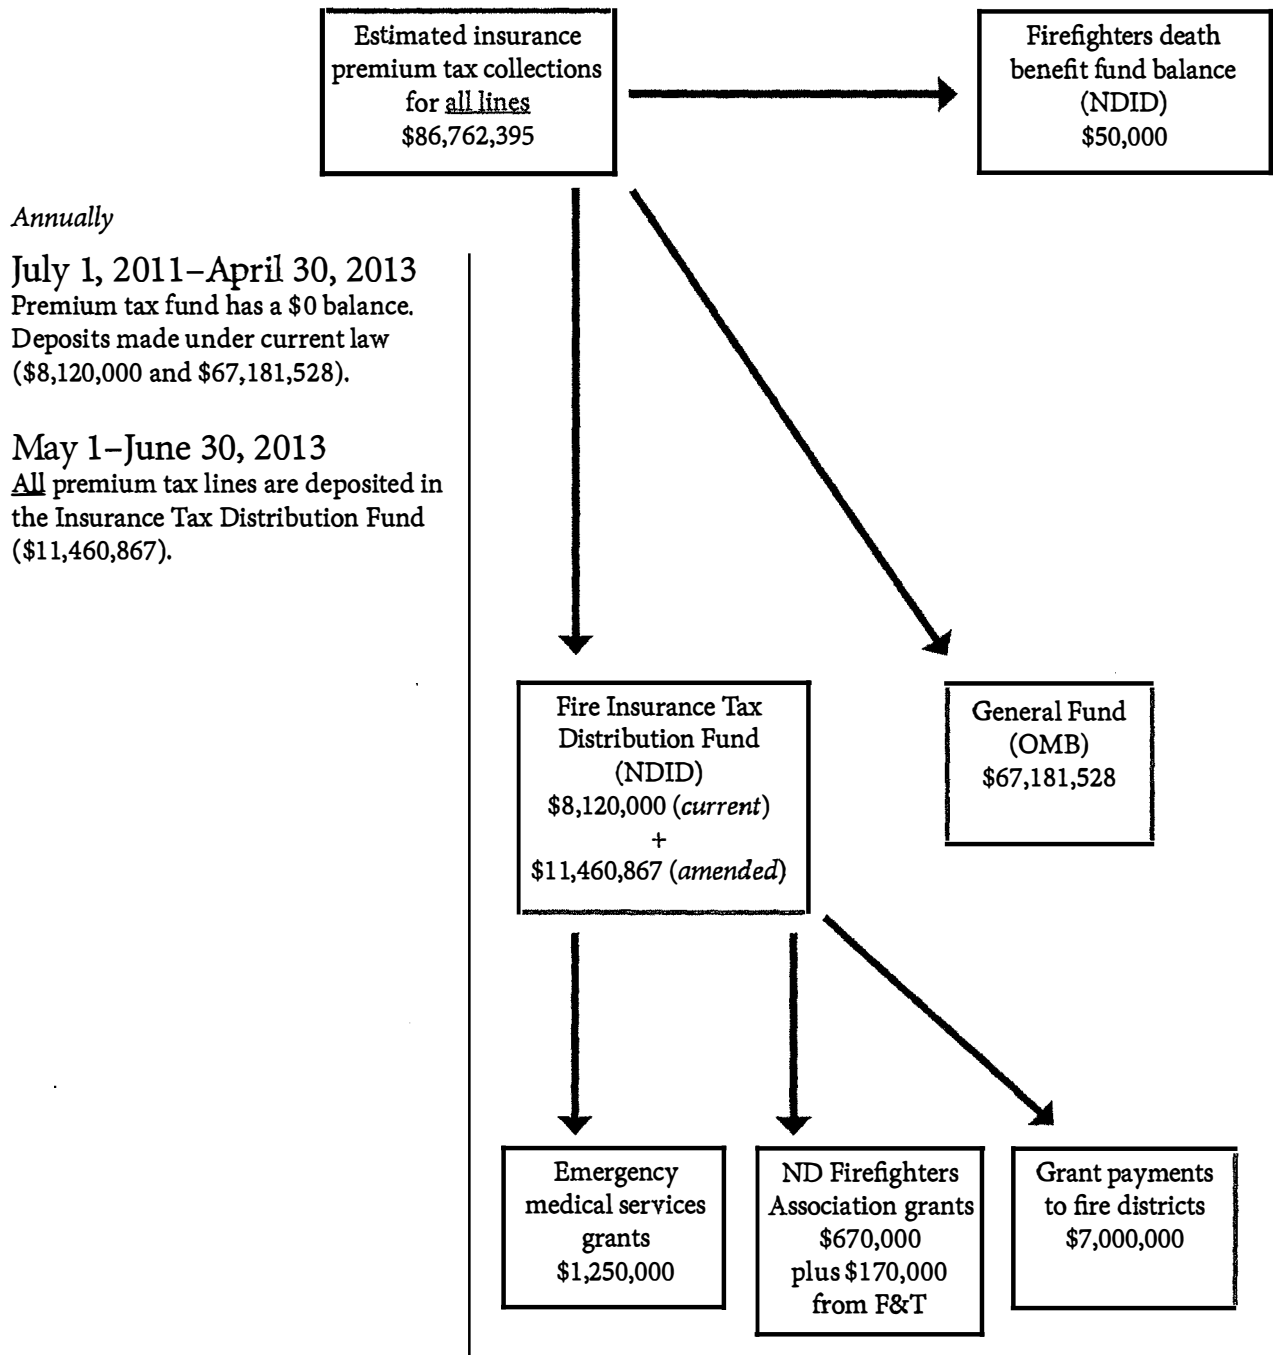 Estimated insurance
premium tax collections
for all lines
$86,762,395
Firefighters death
benefit fund balance
(NDID)
$50,000
Annually
July 1, 2011–April 30, 2013
Premium tax fund has a $0 balance.
Deposits made under current law
($8,120,000 and $67,181,528).
May 1–June 30, 2013
All premium tax lines are deposited in
the Insurance Tax Distribution Fund
($11,460,867).
Fire Insurance Tax
Distribution Fund
(NDID)
$8,120,000 (current)
+
$11,460,867 (amended)
General Fund
(OMB)
$67,181,528
Emergency
medical services
grants
$1,250,000
ND Firefighters
Association grants
$670,000
plus $170,000
from F&T
Grant payments
to fire districts
$7,000,000